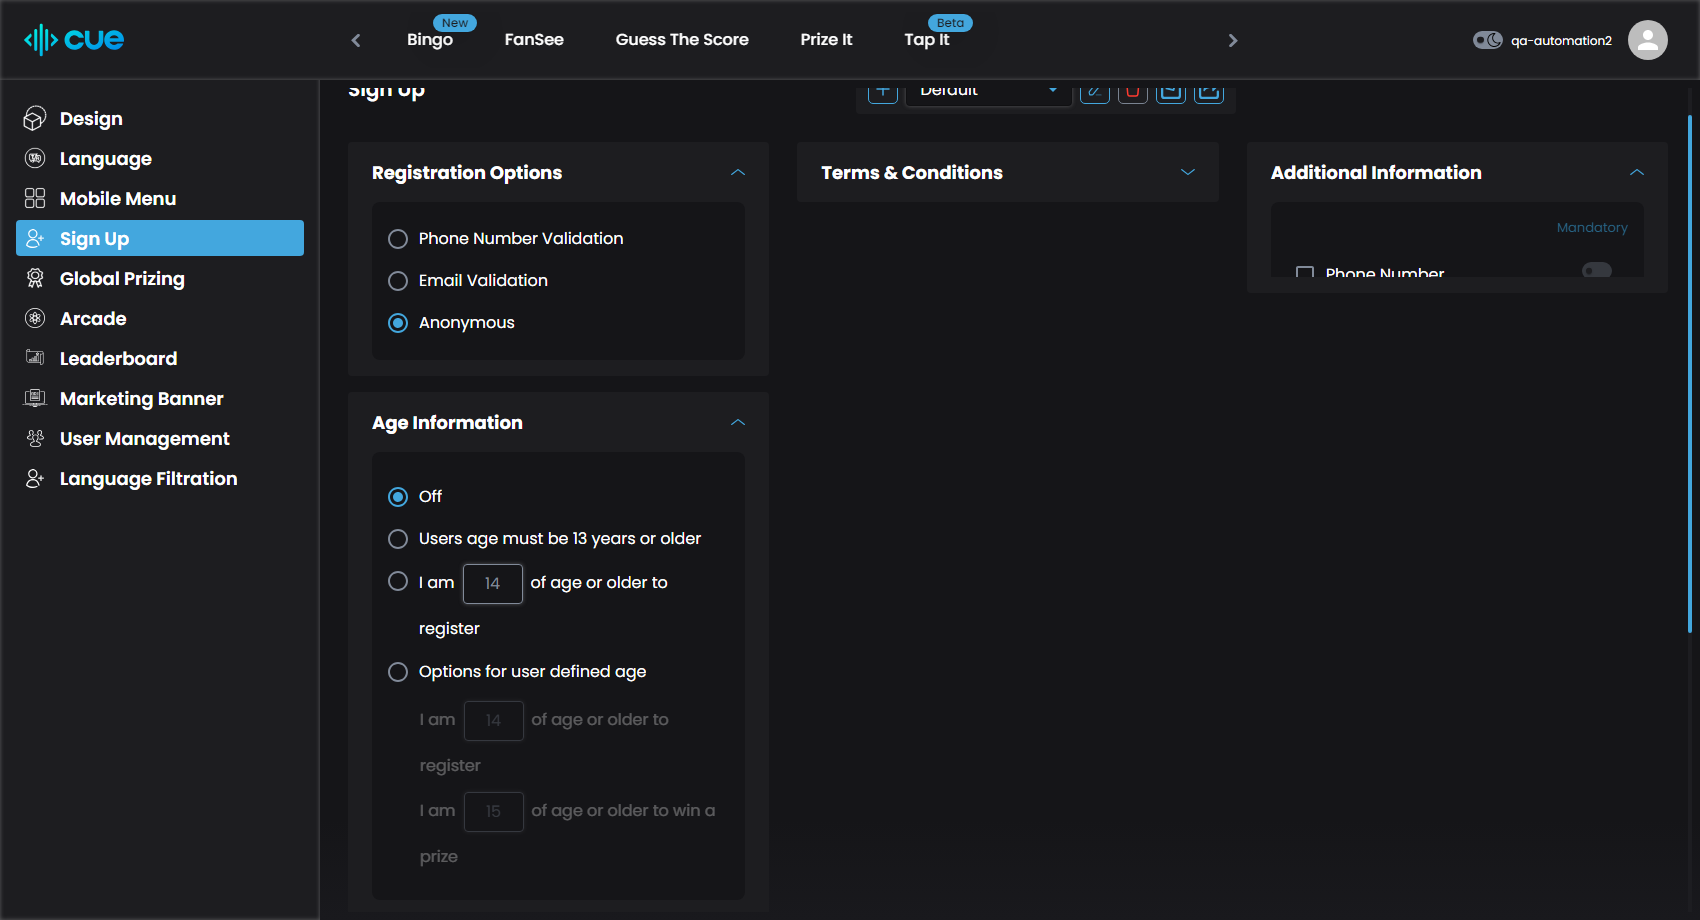 cue
New
Bingo
FanSee
Guess The Score
Prize It
Beta
Tap It
qa-automation2
Design
Language
Mobile Menu
Sign Up
Global Prizing
Arcade
Leaderboard
Marketing Banner
User Management
Language Filtration
Sign Up
Default
Registration Options
Phone Number Validation
Email Validation
Anonymous
Age Information
Off
Users age must be 13 years or older
I am 14 of age or older to
register
Options for user defined age
I am 14 of age or older to
register
I am 15 of age or older to win a
prize
Terms & Conditions
Additional Information
Mandatory
Phone Number